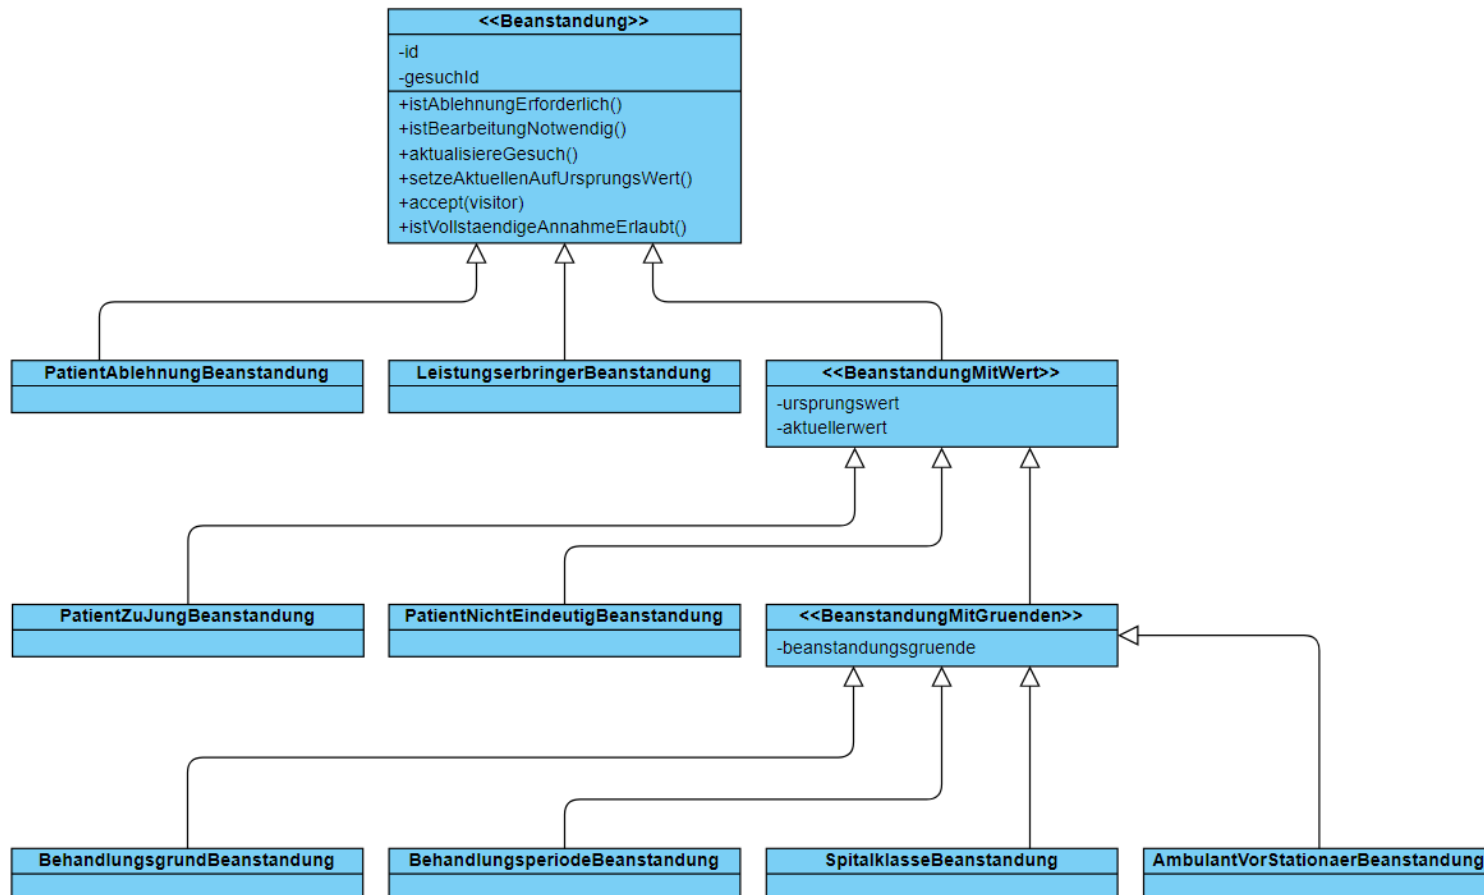 <<Beanstandung>>
-id
-gesuchId
+istAblehnungErforderlich()
+istBearbeitungNotwendig()
+aktualisiereGesuch()
+setzeAktuellenAufUrsprungsWert()
+accept(visitor)
+istVollstaendigeAnnahmeErlaubt()
PatientAblehnungBeanstandung
LeistungserbringerBeanstandung
<<BeanstandungMitWert>>
-ursprungswert
-aktuellerwert
PatientZuJungBeanstandung
PatientNichtEindeutigBeanstandung
<<BeanstandungMitGruenden>>
-beanstandungsgruende
BehandlungsgrundBeanstandung
BehandlungsperiodeBeanstandung
SpitalklasseBeanstandung
AmbulantVorStationaerBeanstandung